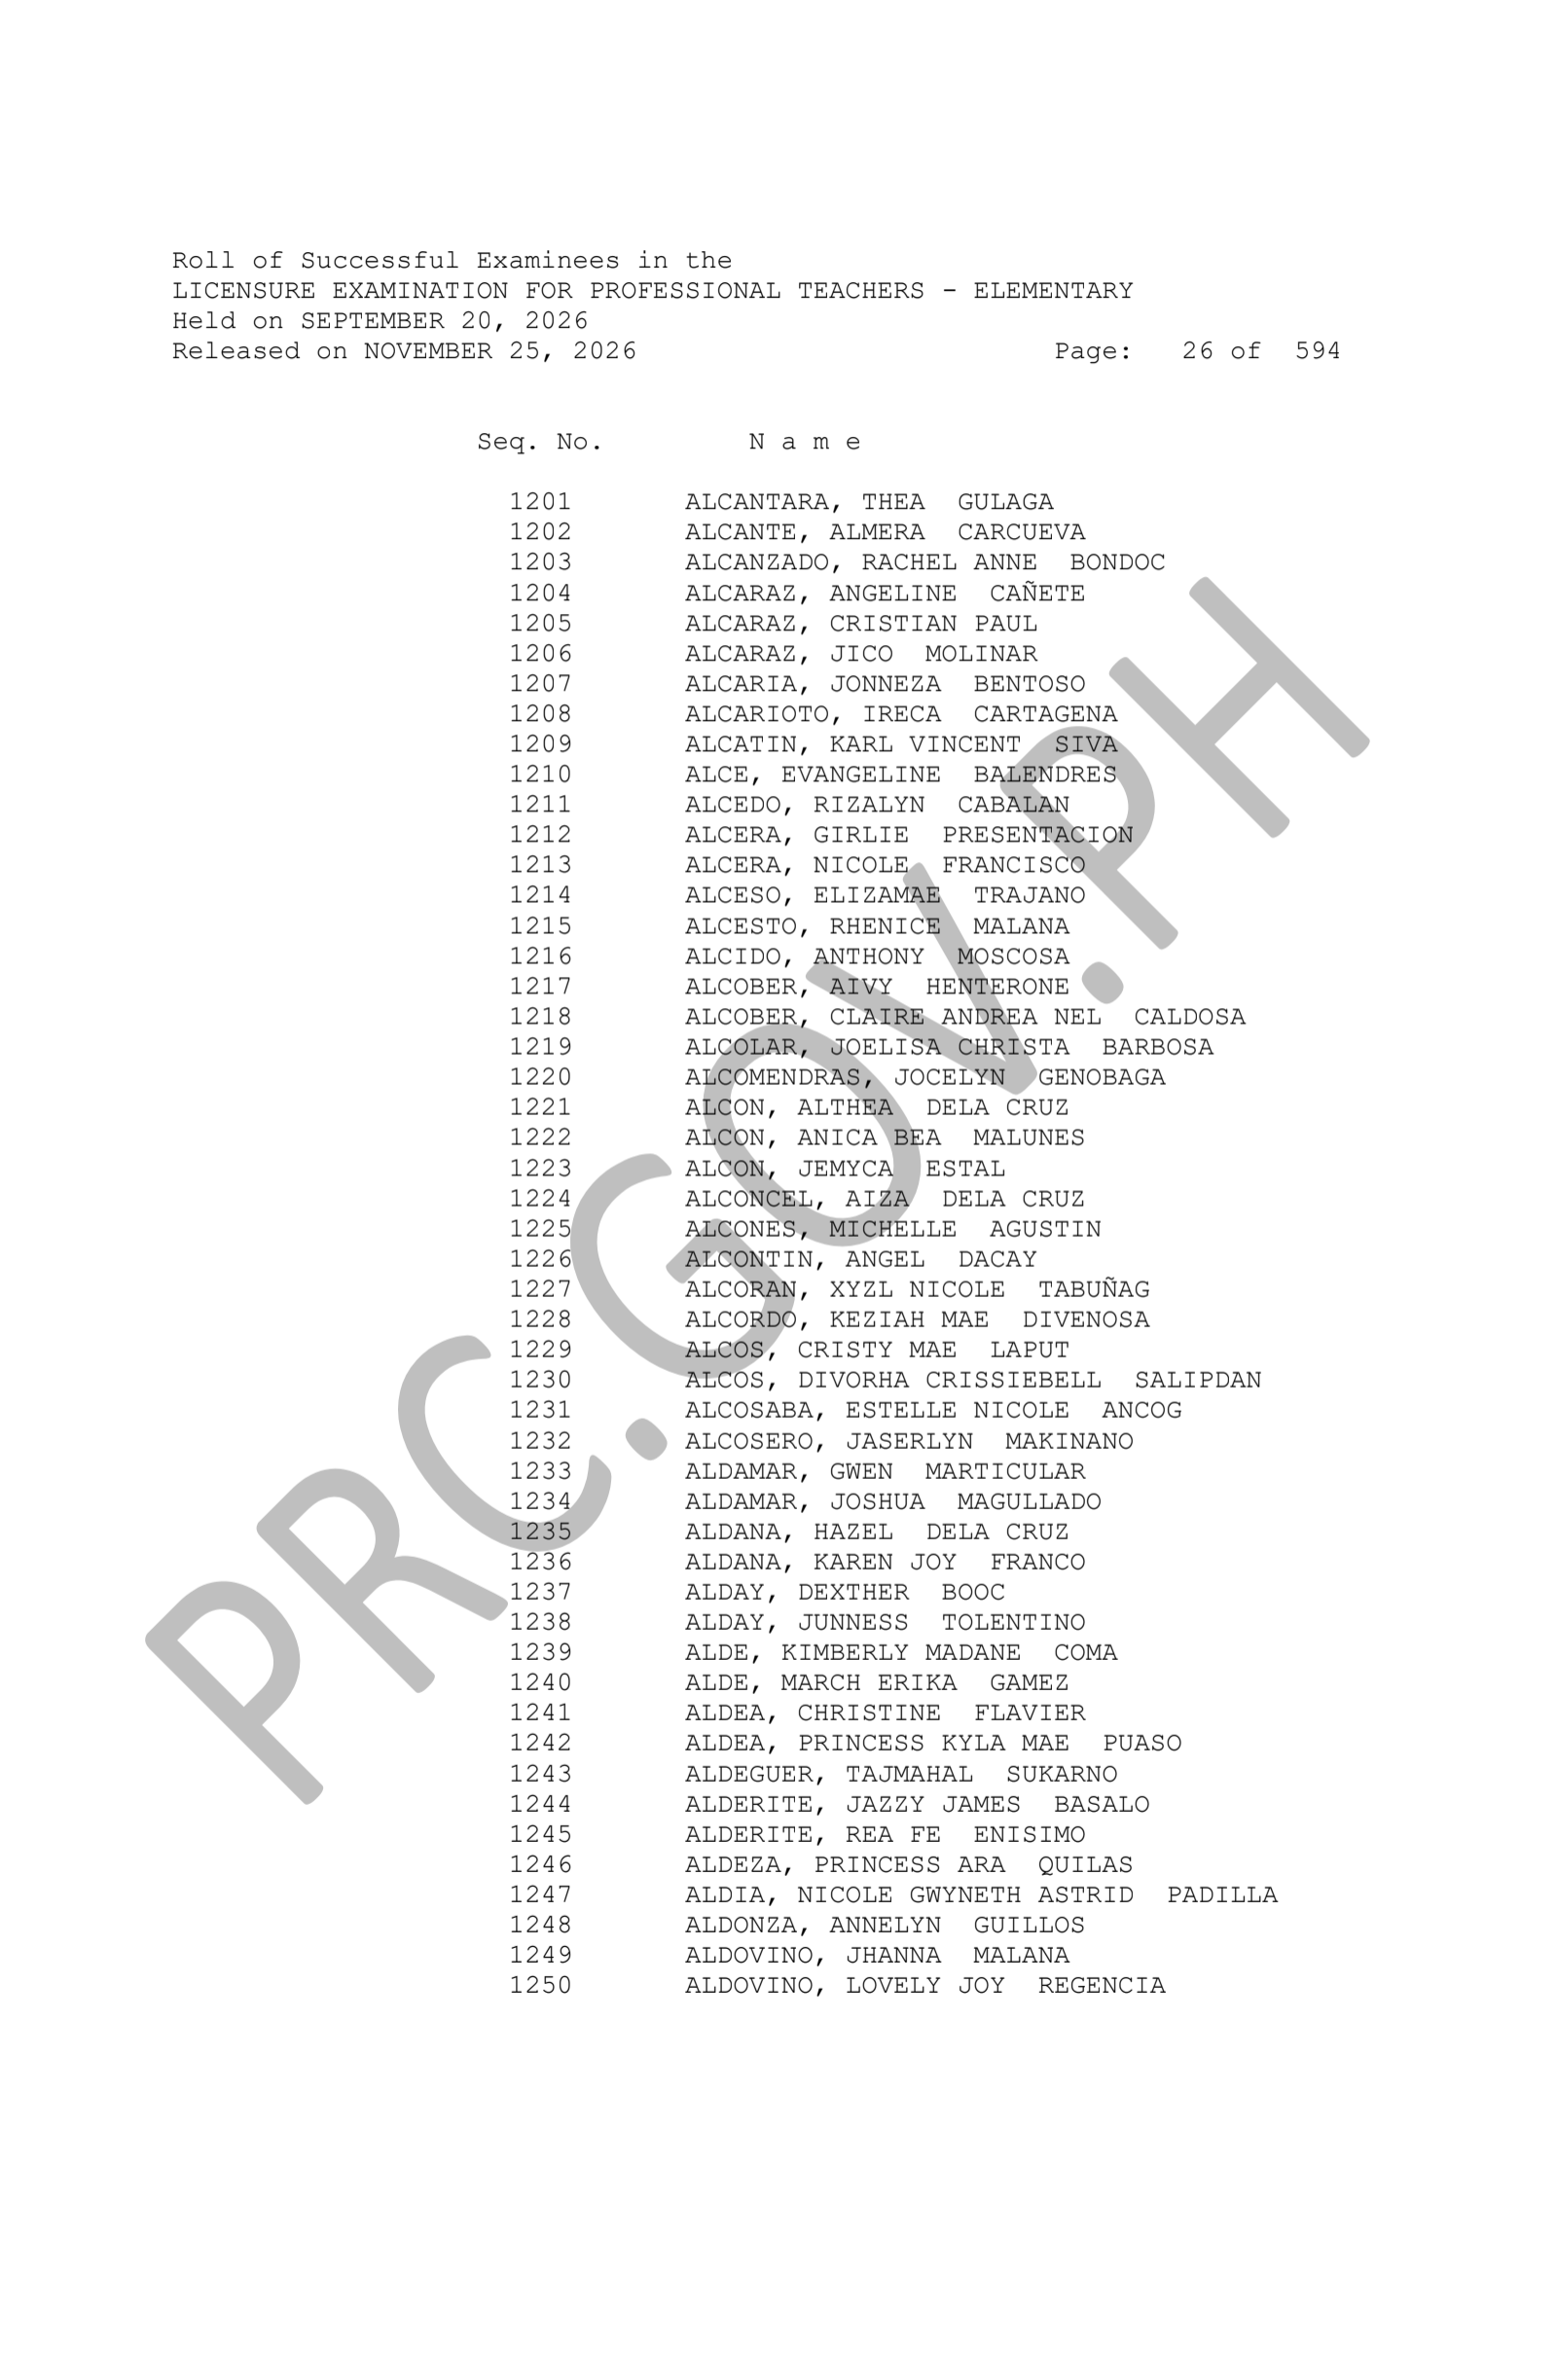 Roll of Successful Examinees in the
LICENSURE EXAMINATION FOR PROFESSIONAL TEACHERS - ELEMENTARY
Held on SEPTEMBER 20, 2026
Released on NOVEMBER 25, 2026 Page: 26 of 594
Seq. No. N a m e
1201 ALCANTARA, THEA GULAGA
1202 ALCANTE, ALMERA CARCUEVA
1203 ALCANZADO, RACHEL ANNE BONDOC
1204 ALCARAZ, ANGELINE CAÑETE
1205 ALCARAZ, CRISTIAN PAUL
1206 ALCARAZ, JICO MOLINAR
1207 ALCARIA, JONNEZA BENTOSO
1208 ALCARIOTO, IRECA CARTAGENA
1209 ALCATIN, KARL VINCENT SIVA
1210 ALCE, EVANGELINE BALENDRES
1211 ALCEDO, RIZALYN CABALAN
1212 ALCERA, GIRLIE PRESENTACION
1213 ALCERA, NICOLE FRANCISCO
1214 ALCESO, ELIZAMAE TRAJANO
1215 ALCESTO, RHENICE MALANA
1216 ALCIDO, ANTHONY MOSCOSA
1217 ALCOBER, AIVY HENTERONE
1218 ALCOBER, CLAIRE ANDREA NEL CALDOSA
1219 ALCOLAR, JOELISA CHRISTA BARBOSA
1220 ALCOMENDRAS, JOCELYN GENOBAGA
1221 ALCON, ALTHEA DELA CRUZ
1222 ALCON, ANICA BEA MALUNES
1223 ALCON, JEMYCA ESTAL
1224 ALCONCEL, AIZA DELA CRUZ
1225 ALCONES, MICHELLE AGUSTIN
1226 ALCONTIN, ANGEL DACAY
1227 ALCORAN, XYZL NICOLE TABUÑAG
1228 ALCORDO, KEZIAH MAE DIVENOSA
1229 ALCOS, CRISTY MAE LAPUT
1230 ALCOS, DIVORHA CRISSIEBELL SALIPDAN
1231 ALCOSABA, ESTELLE NICOLE ANCOG
1232 ALCOSERO, JASERLYN MAKINANO
1233 ALDAMAR, GWEN MARTICULAR
1234 ALDAMAR, JOSHUA MAGULLADO
1235 ALDANA, HAZEL DELA CRUZ
1236 ALDANA, KAREN JOY FRANCO
1237 ALDAY, DEXTHER BOOC
1238 ALDAY, JUNNESS TOLENTINO
1239 ALDE, KIMBERLY MADANE COMA
1240 ALDE, MARCH ERIKA GAMEZ
1241 ALDEA, CHRISTINE FLAVIER
1242 ALDEA, PRINCESS KYLA MAE PUASO
1243 ALDEGUER, TAJMAHAL SUKARNO
1244 ALDERITE, JAZZY JAMES BASALO
1245 ALDERITE, REA FE ENISIMO
1246 ALDEZA, PRINCESS ARA QUILAS
1247 ALDIA, NICOLE GWYNETH ASTRID PADILLA
1248 ALDONZA, ANNELYN GUILLOS
1249 ALDOVINO, JHANNA MALANA
1250 ALDOVINO, LOVELY JOY REGENCIA
PRC.GOV.PH